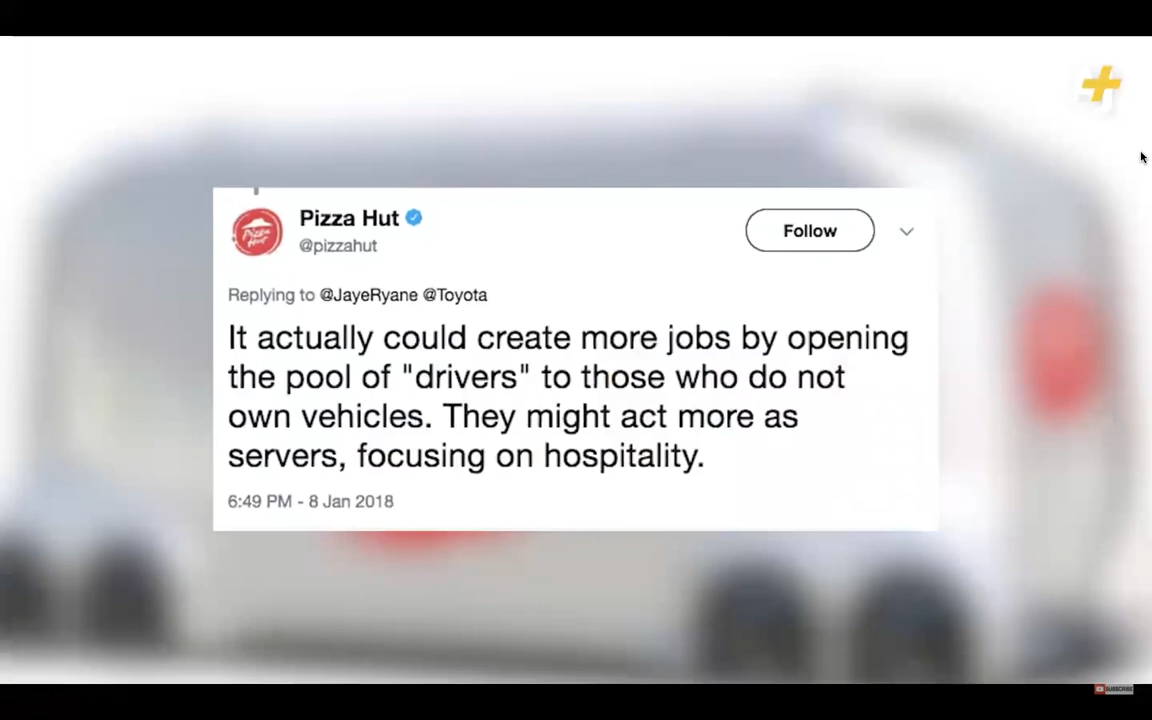 Pizza Hut
@pizzahut
Follow
Replying to @JayeRyane @Toyota
It actually could create more jobs by opening
the pool of "drivers" to those who do not
own vehicles. They might act more as
servers, focusing on hospitality.
6:49 PM - 8 Jan 2018
SUBSCRIBE